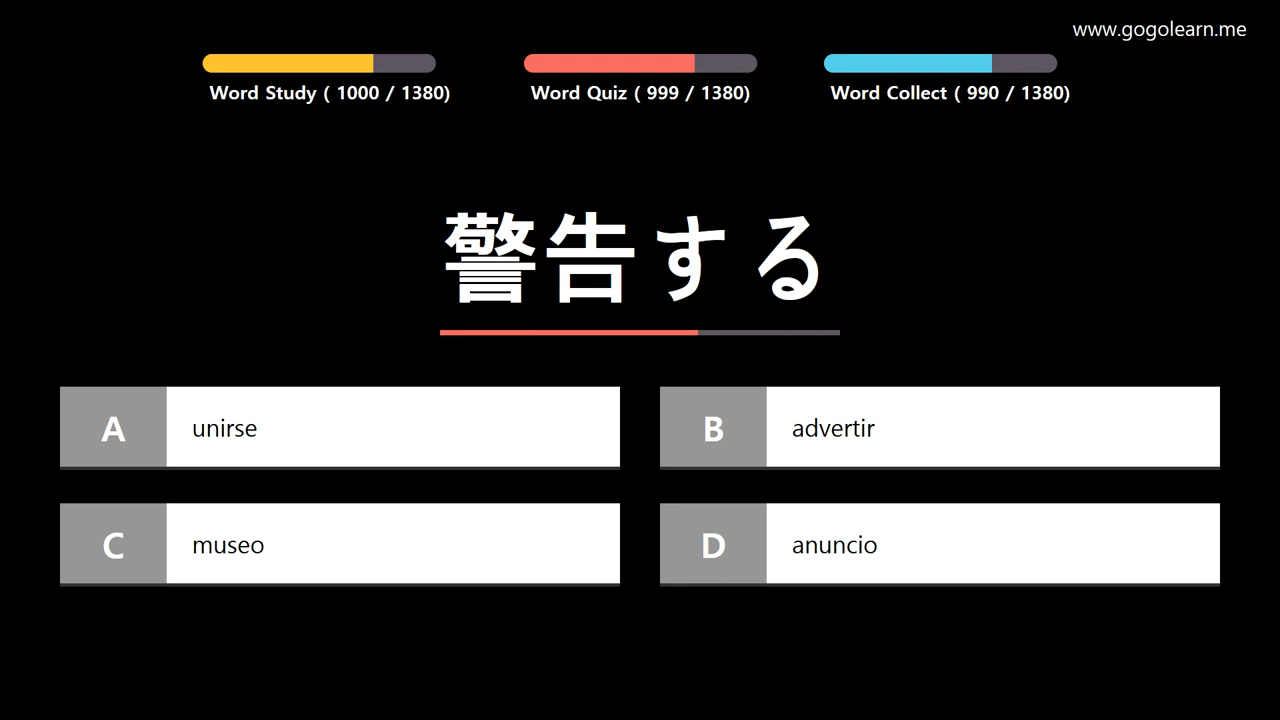 www.gogolearn.me
Word Study ( 1000 / 1380)
Word Quiz ( 999 / 1380)
Word Collect ( 990 / 1380)
警告する
A unirse
B advertir
C museo
D anuncio